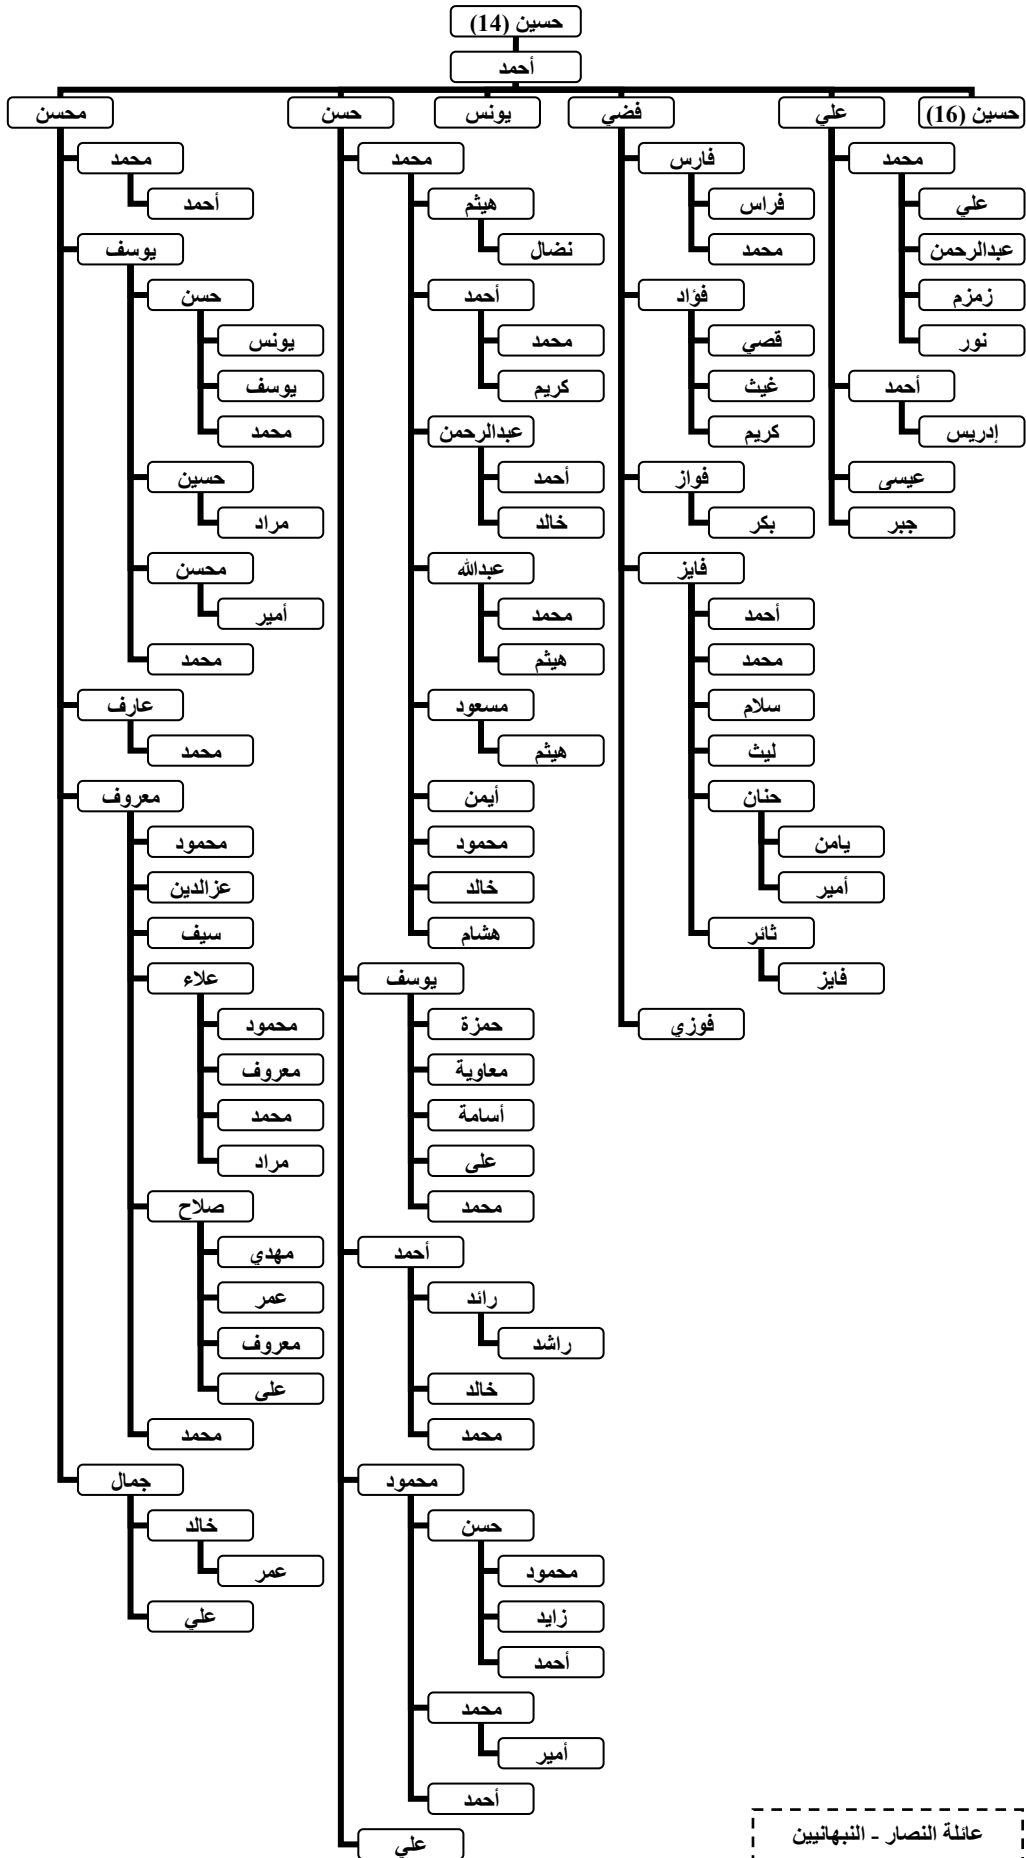 حسين (14)
أحمد
حسين (16)
علي
فضي
يونس
حسن
محسن
محمد
علي
عبدالرحمن
زمزم
نور
أحمد
إدريس
عيسى
جبر
فارس
فراس
محمد
فؤاد
قصي
غيث
كريم
فواز
بكر
فايز
أحمد
محمد
سلام
ليث
حنان
يامن
أمير
ثائر
فايز
فوزي
محمد
هيثم
نضال
أحمد
محمد
كريم
عبدالرحمن
أحمد
خالد
عبدالله
محمد
هيثم
مسعود
هيثم
أيمن
محمود
خالد
هشام
يوسف
حمزة
معاوية
أسامة
على
محمد
أحمد
رائد
راشد
خالد
محمد
محمود
حسن
محمود
زايد
أحمد
محمد
أمير
أحمد
علي
محمد
أحمد
يوسف
حسن
يونس
يوسف
محمد
حسين
مراد
محسن
أمير
محمد
عارف
محمد
معروف
محمود
عزالدين
سيف
علاء
محمود
معروف
محمد
مراد
صلاح
مهدي
عمر
معروف
على
محمد
جمال
خالد
عمر
علي
عائلة النصار - النبهانيين